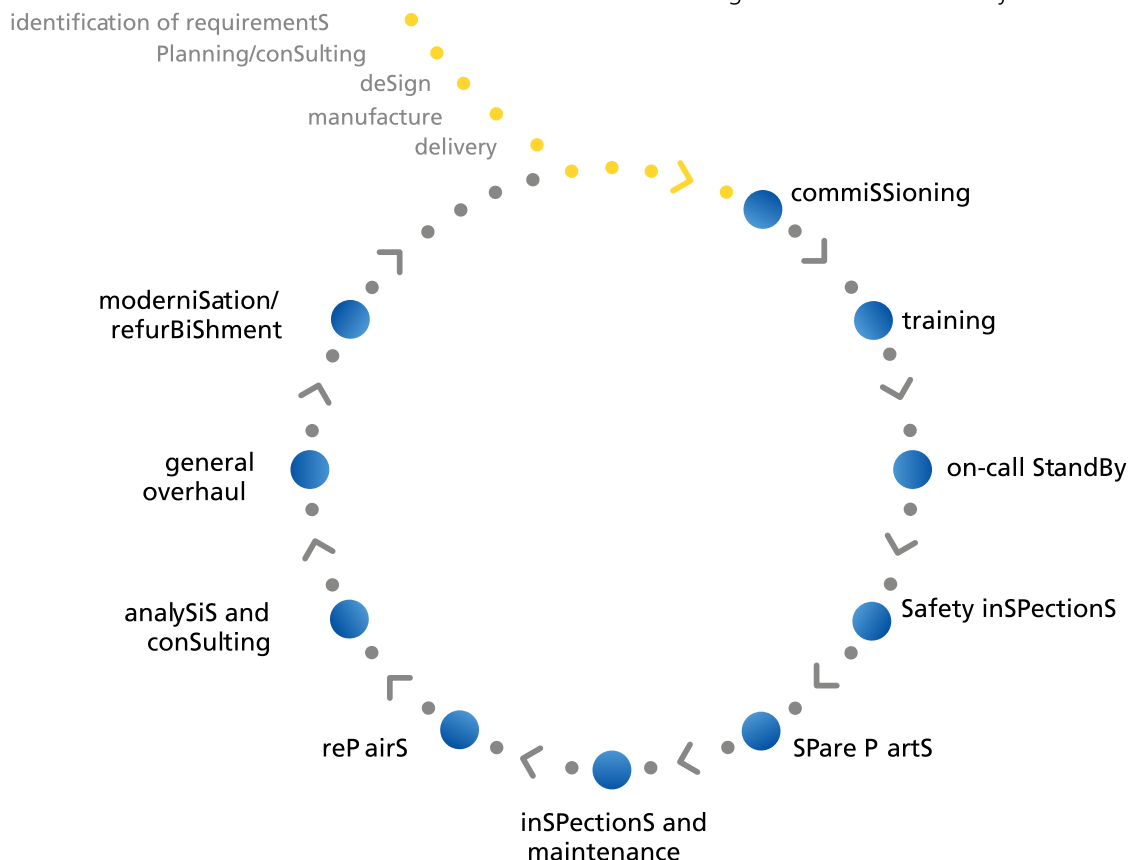 identification of requirementS
Planning/conSulting
deSign
manufacture
delivery
commiSSioning
training
on-call StandBy
Safety inSPectionS
SPare P artS
inSPectionS and
maintenance
reP airS
analySiS and
conSulting
general
overhaul
moderniSation/
refurBiShment